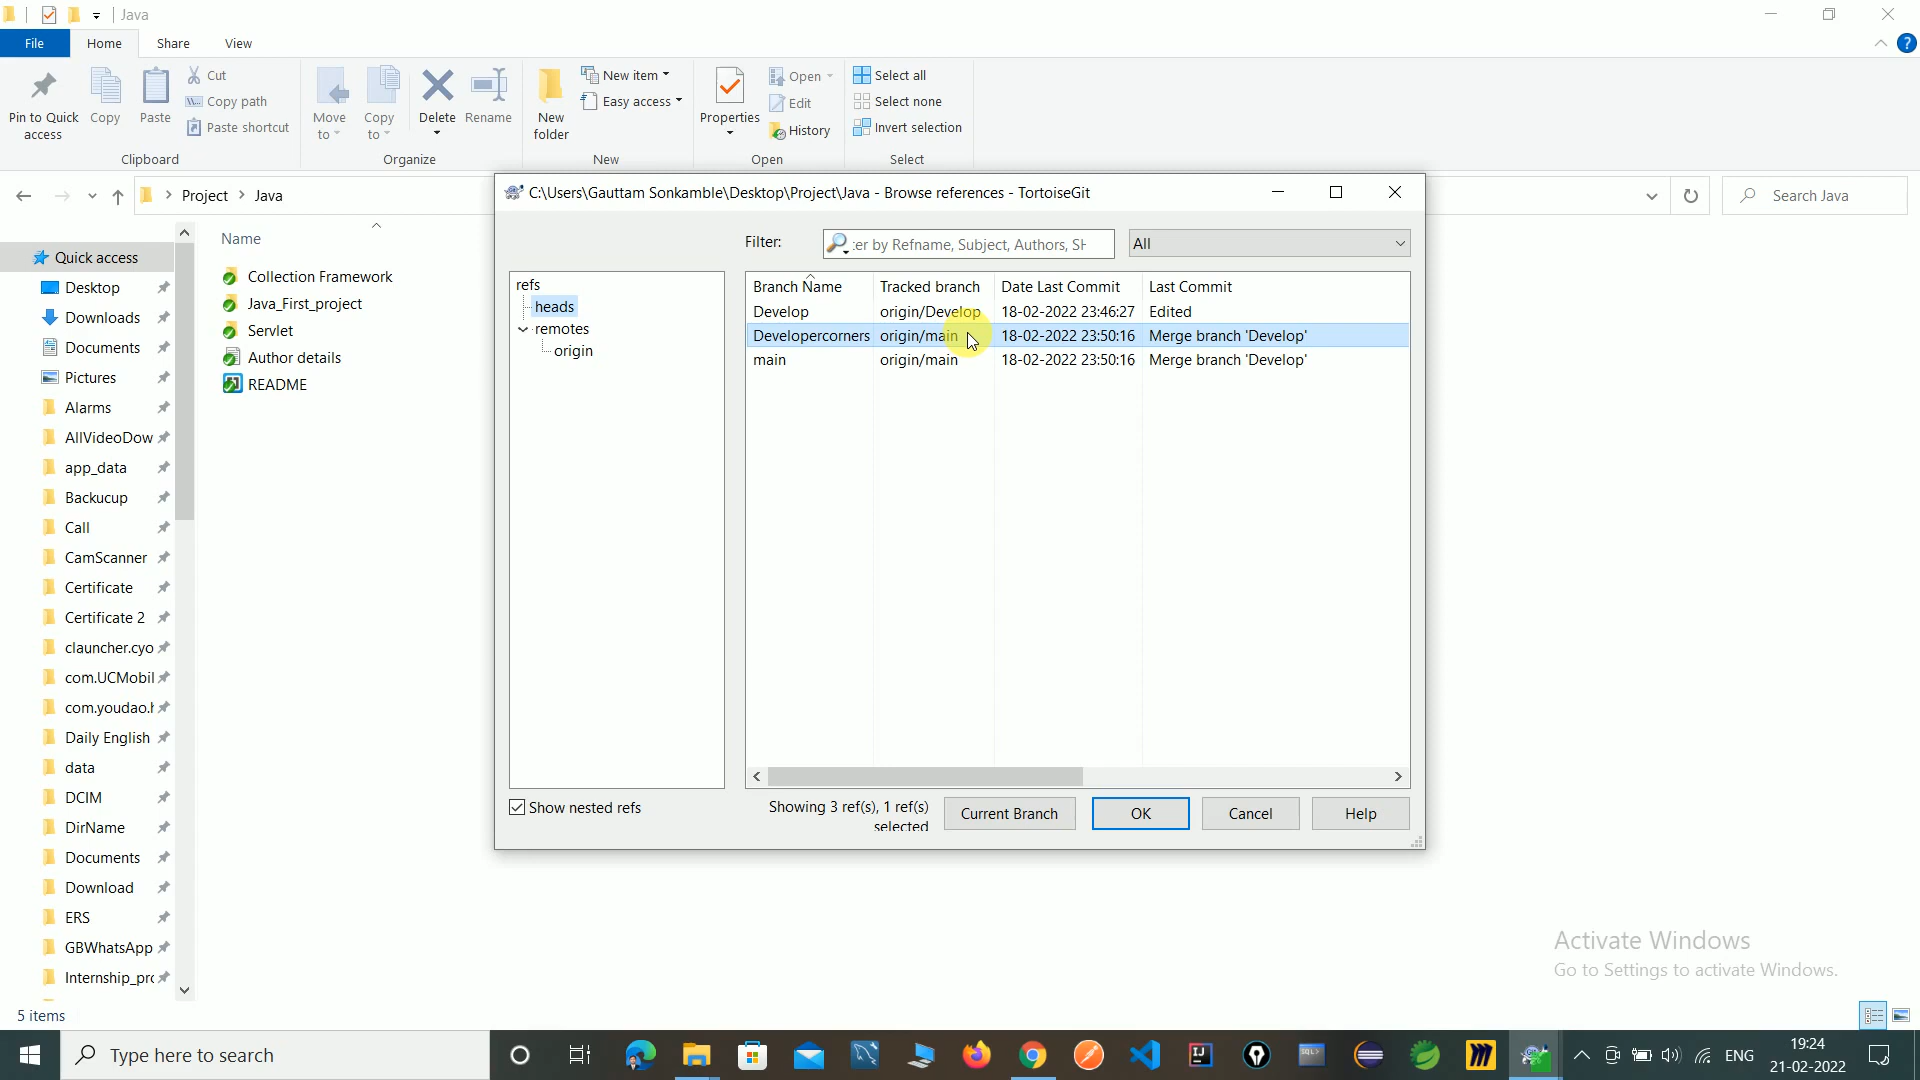 Java
File
Home
Share
View
Pin to Quick
access
Copy
Paste
Cut
Copy path
Paste shortcut
Clipboard
Move
to
Copy
to
Delete
Rename
Organize
New
folder
New item
Easy access
New
Properties
Open
Edit
History
Open
Select all
Select none
Invert selection
Select
Project > Java
Search Java
Quick access
Desktop
Downloads
Documents
Pictures
Alarms
AllVideoDow
app_data
Backucup
Call
CamScanner
Certificate
Certificate 2
clauncher.cyo
com.UCMobil
com.youdao.h
Daily English
data
DCIM
DirName
Documents
Download
ERS
GBWhatsApp
Internship_prc
Name
Collection Framework
Java_First_project
Servlet
Author details
README
C:\Users\Gauttam Sonkamble\Desktop\Project\Java - Browse references - TortoiseGit
Filter:
er by Refname, Subject, Authors, SH
All
refs
heads
remotes
origin
Branch Name Tracked branch Date Last Commit Last Commit
Develop origin/Develop 18-02-2022 23:46:27 Edited
Developercorners origin/main 18-02-2022 23:50:16 Merge branch 'Develop'
main origin/main 18-02-2022 23:50:16 Merge branch 'Develop'
Show nested refs
Showing 3 ref(s), 1 ref(s)
selected
Current Branch
OK
Cancel
Help
Activate Windows
Go to Settings to activate Windows.
5 items
Type here to search
SQL>
ENG
19:24
21-02-2022